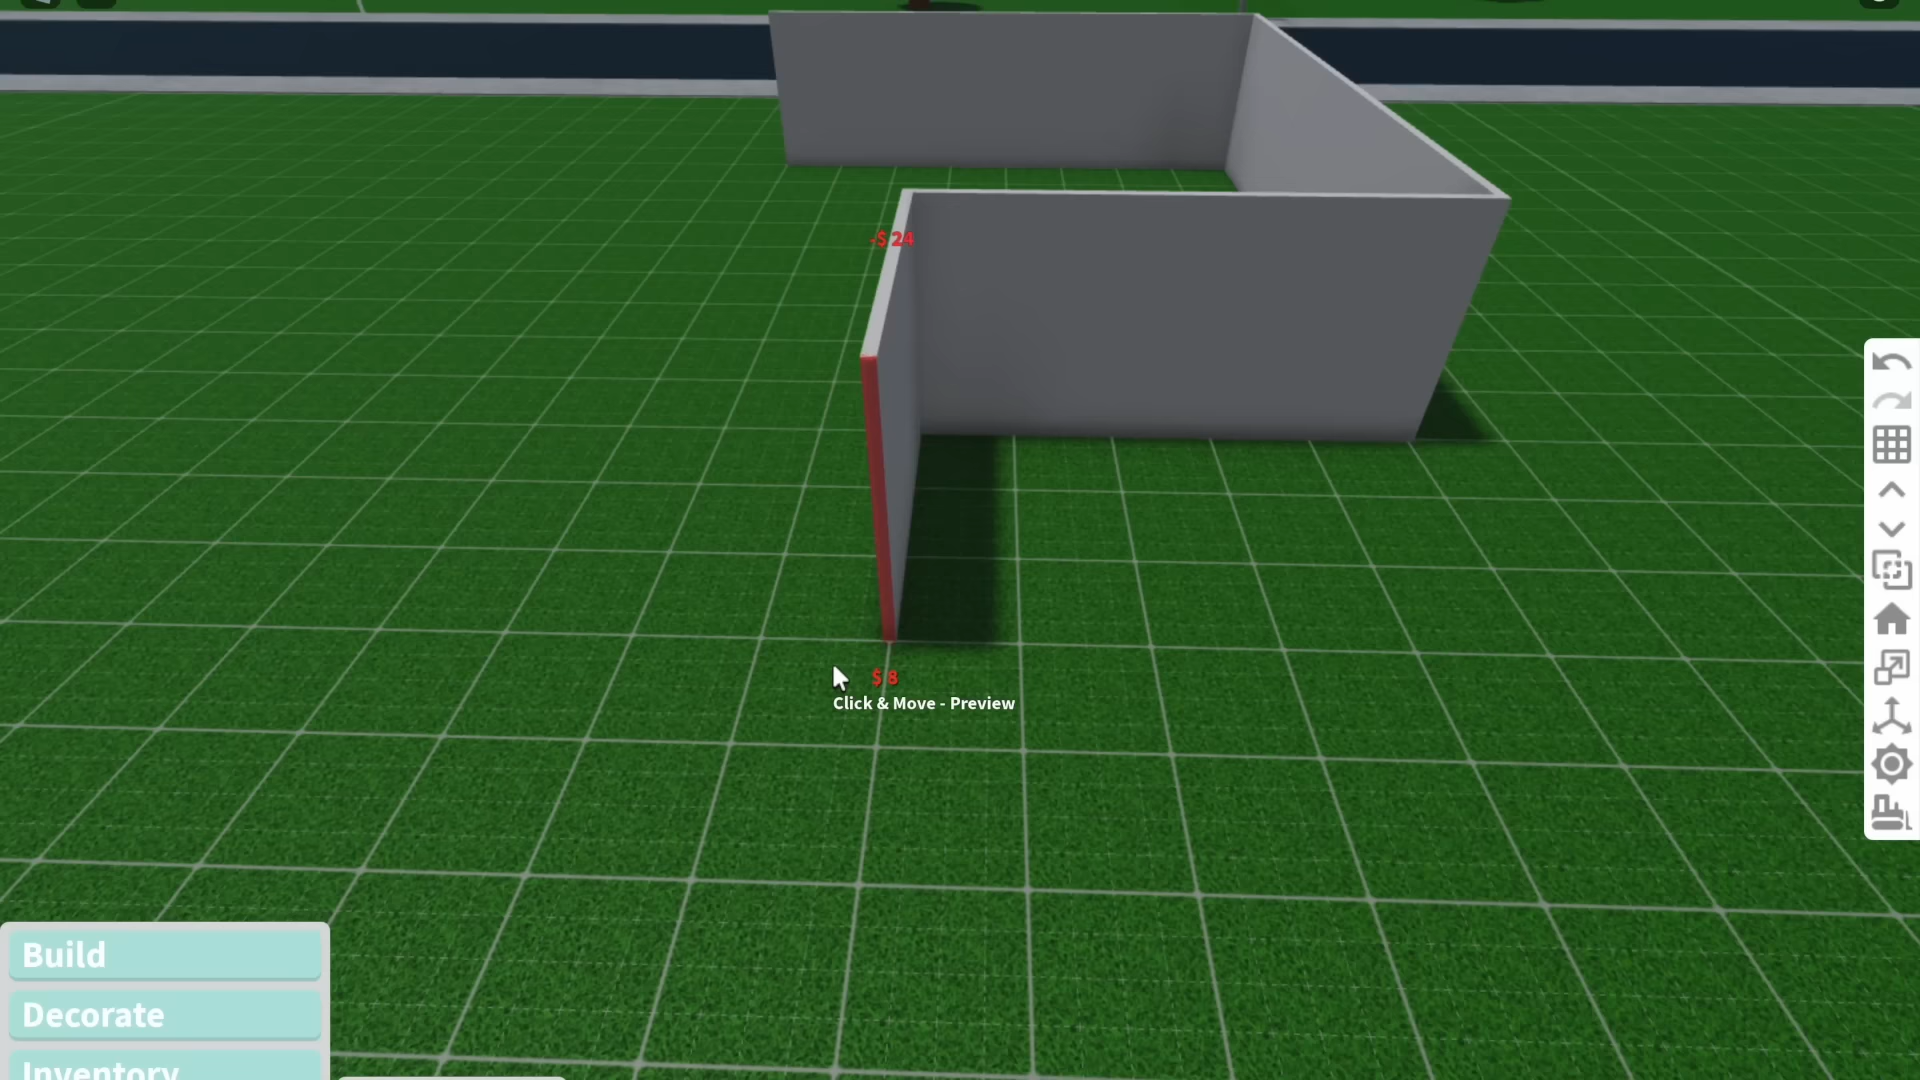 -$ 24
$ 8
Click & Move - Preview
Build
Decorate
Inventory